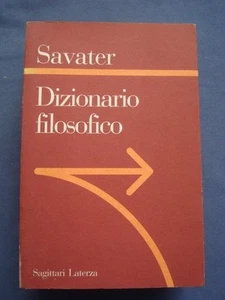 Savater
Dizionario
filosofico
Sagittari Laterza